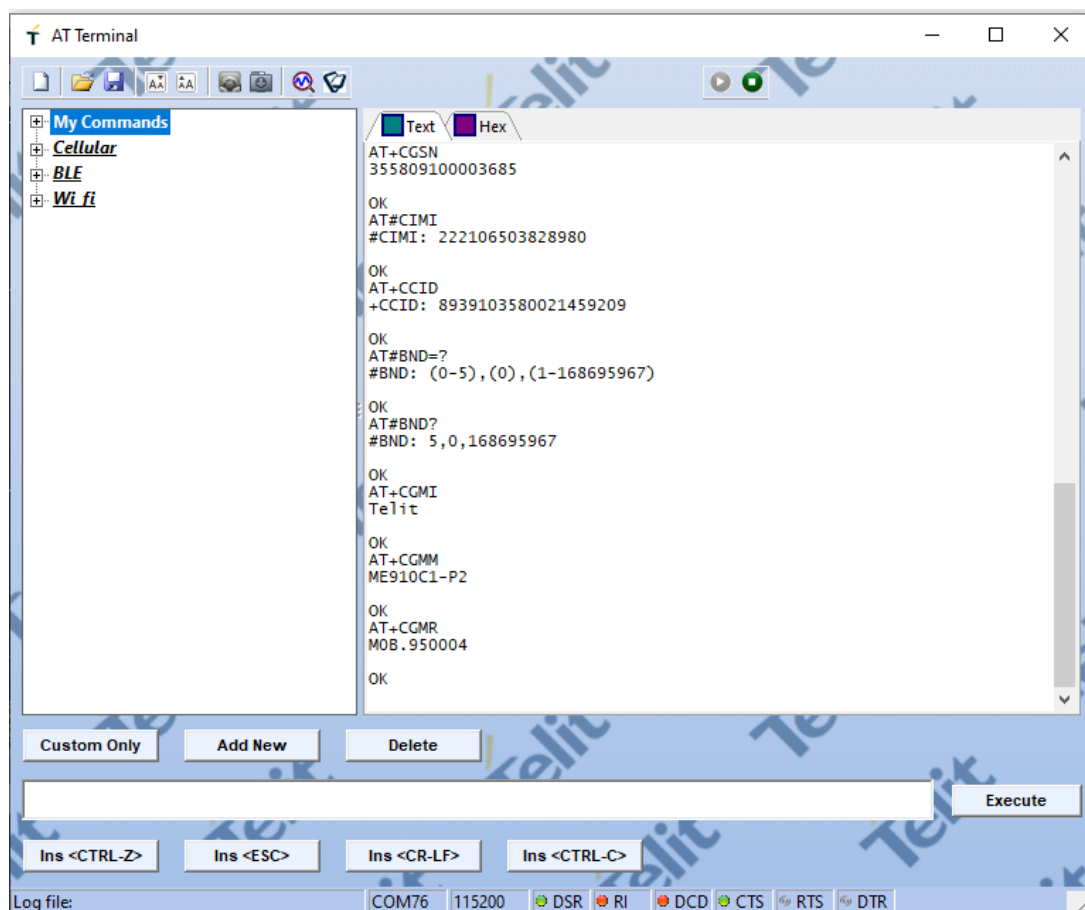 AT Terminal
My Commands
Cellular
BLE
Wi fi
Text Hex
AT+CGSN
355809100003685
OK
AT#CIMI
#CIMI: 222106503828980
OK
AT+CCID
+CCID: 8939103580021459209
OK
AT#BND=?
#BND: (0-5),(0),(1-168695967)
OK
AT#BND?
#BND: 5,0,168695967
OK
AT+CGMI
Telit
OK
AT+CGMM
ME910C1-P2
OK
AT+CGMR
M0B.950004
OK
Custom Only Add New Delete
Execute
Ins <CTRL-Z> Ins <ESC> Ins <CR-LF> Ins <CTRL-C>
Log file: COM76 115200 DSR RI DCD CTS RTS DTR